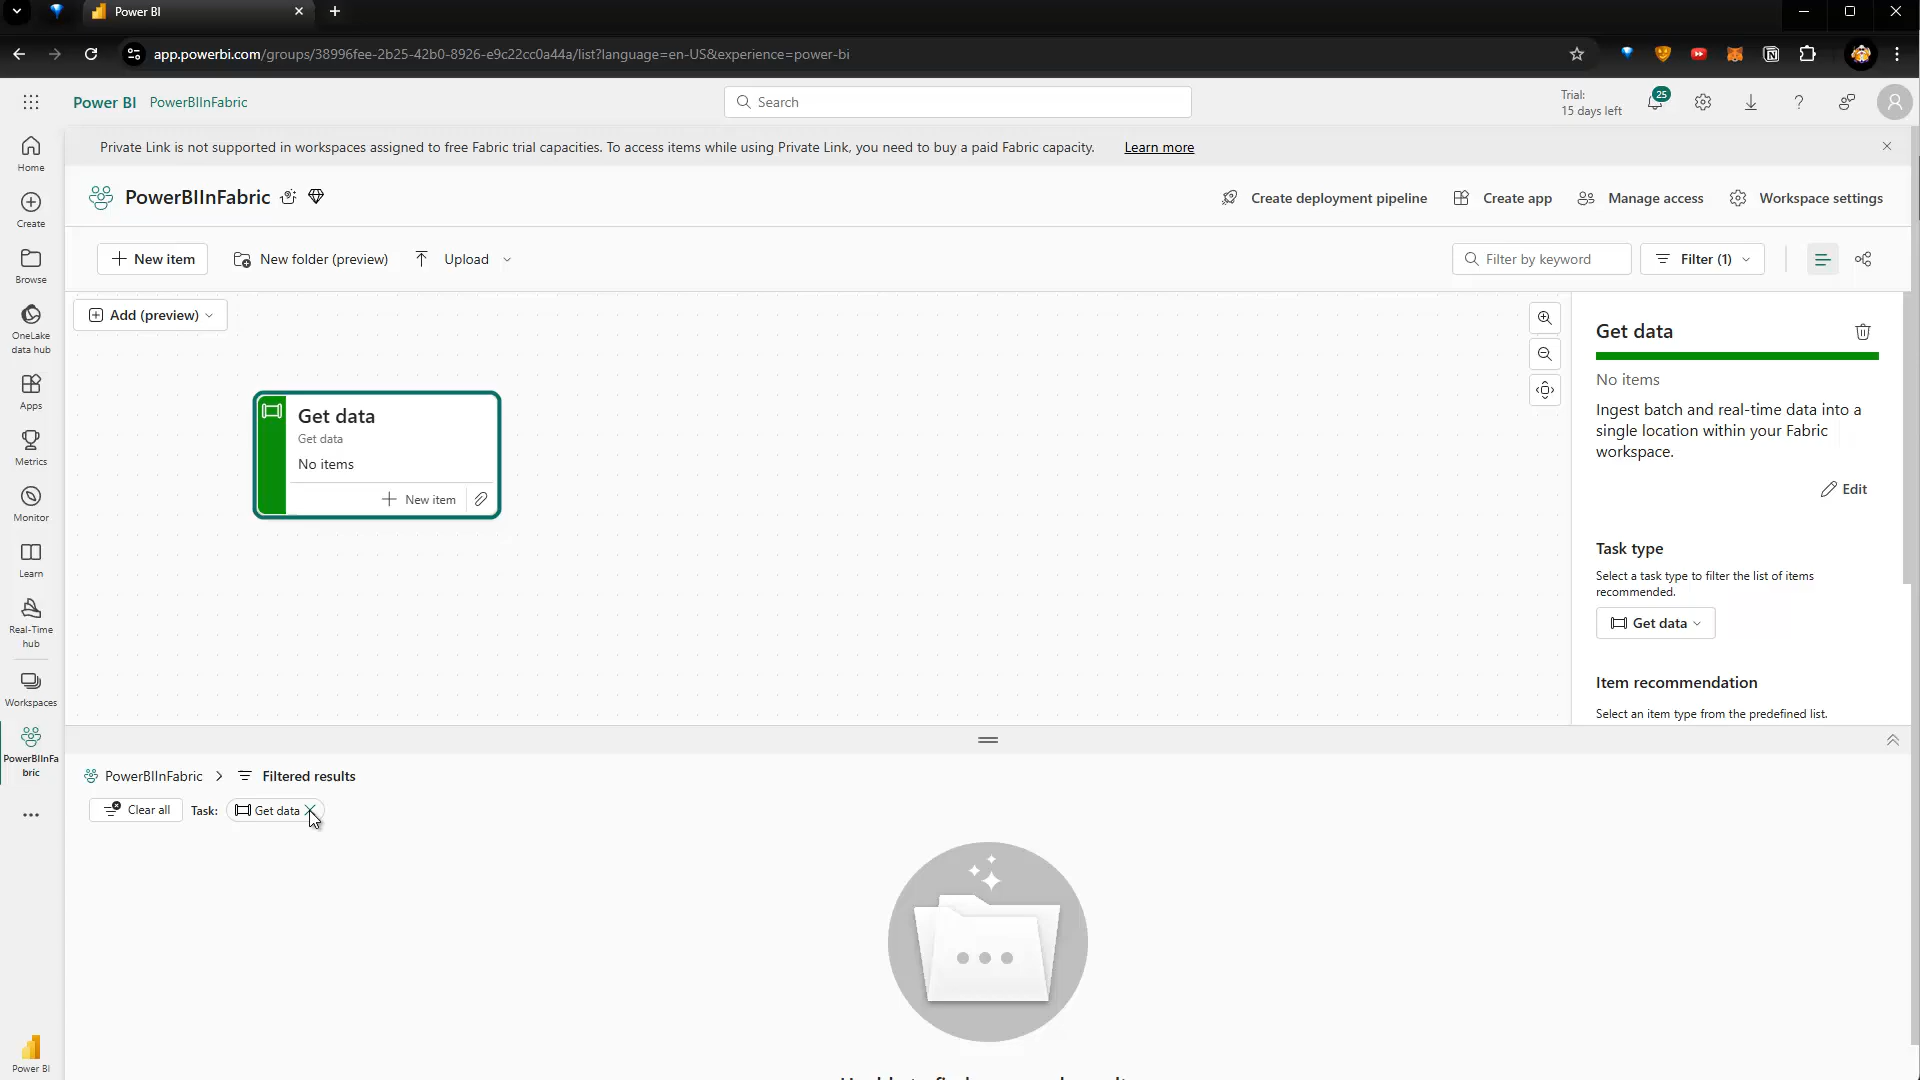 Power BI
app.powerbi.com/groups/38996fee-2b25-42b0-8926-e9c22cc0a44a/list?language=en-US&experience=power-bi
Power BI PowerBIInFabric
Search
Trial:
15 days left
25
Home
Create
Browse
OneLake
data hub
Apps
Metrics
Monitor
Learn
Real-Time
hub
Workspaces
PowerBIInFa
bric
Power BI
Private Link is not supported in workspaces assigned to free Fabric trial capacities. To access items while using Private Link, you need to buy a paid Fabric capacity. Learn more
PowerBIInFabric
Create deployment pipeline Create app Manage access Workspace settings
New item New folder (preview) Upload
Filter by keyword Filter (1)
Add (preview)
Get data
Get data
No items
New item
Get data
No items
Ingest batch and real-time data into a
single location within your Fabric
workspace.
Edit
Task type
Select a task type to filter the list of items
recommended.
Get data
Item recommendation
Select an item type from the predefined list.
PowerBIInFabric > Filtered results
Clear all Task: Get data